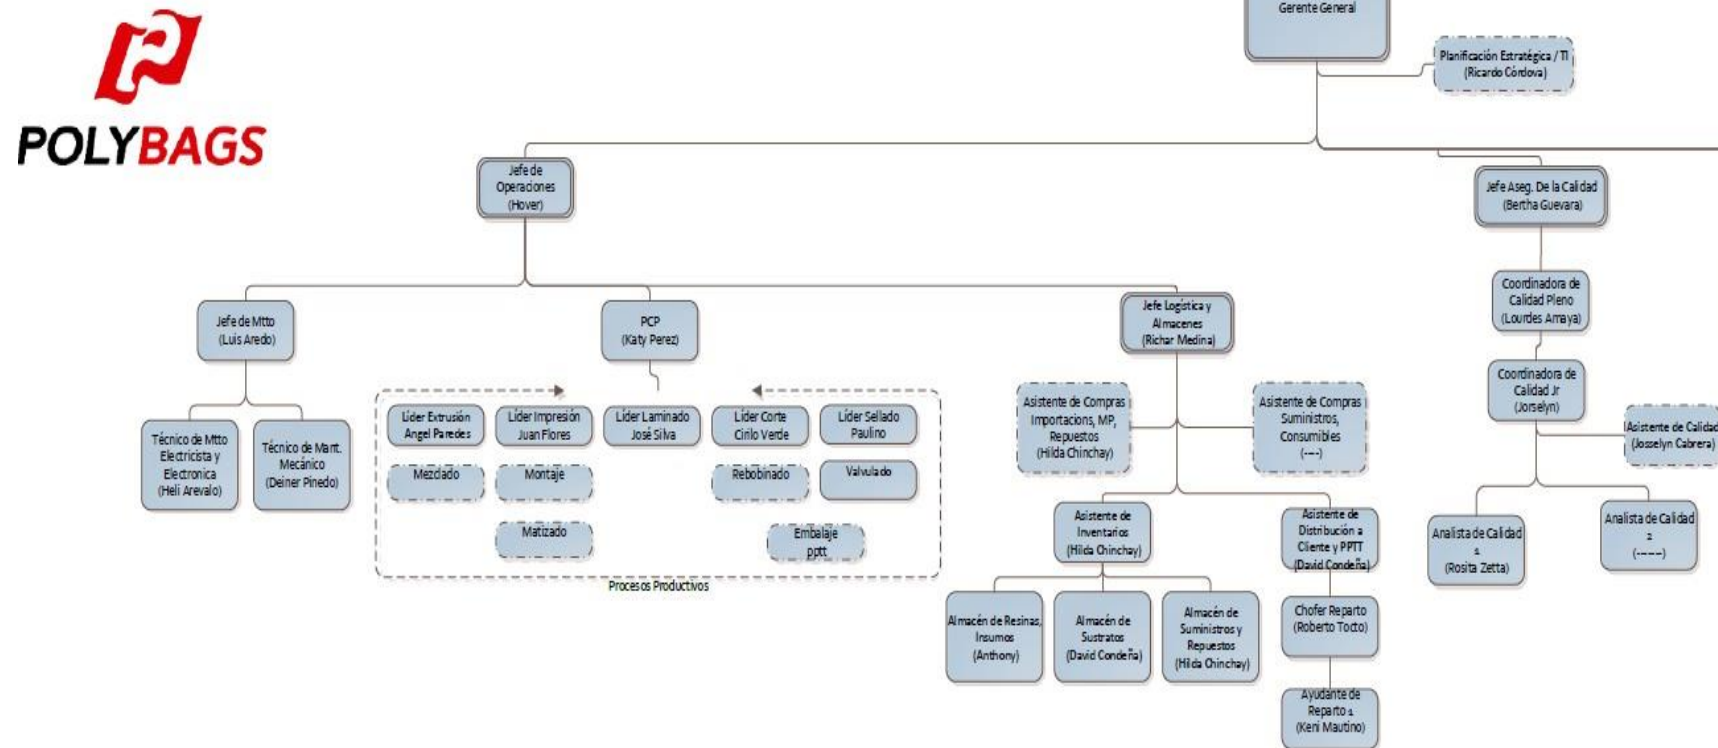 POLYBAGS
Gerente General
Planificación Estratégica / TI
(Ricardo Córdova)
Jefe de
Operaciones
(Hover)
Jefe Aseg. De la Calidad
(Bertha Guevara)
Jefe de Mtto
(Luis Aredo)
PCP
(Katy Perez)
Jefe Logística y
Almacenes
(Richar Medina)
Coordinadora de
Calidad Pleno
(Lourdes Amaya)
Técnico de Mtto
Electricista y
Electronica
(Heli Arevalo)
Técnico de Mant.
Mecánico
(Deiner Pinedo)
Líder Extrusión
Angel Paredes
Líder Impresión
Juan Flores
Líder Laminado
José Silva
Líder Corte
Cirilo Verde
Líder Sellado
Paulino
Mezclado
Montaje
Rebobinado
Valvulado
Matizado
Embalaje
pptt
Procesos Productivos
Asistente de Compras
Importacions, MP,
Repuestos
(Hilda Chinchay)
Asistente de Compras
Suministros,
Consumibles
(----)
Coordinadora de
Calidad Jr
(Jorselyn)
Asistente de Calidad
(Josselyn Cabrera)
Asistente de
Inventarios
(Hilda Chinchay)
Asistente de
Distribución a
Cliente y PPTT
(David Condeña)
Analista de Calidad
1
(Rosita Zetta)
Analista de Calidad
2
(------)
Almacén de Resinas,
Insumos
(Anthony)
Almacén de
Sustratos
(David Condeña)
Almacén de
Suministros y
Repuestos
(Hilda Chinchay)
Chofer Reparto
(Roberto Tocto)
Ayudante de
Reparto 1
(Keni Mautino)